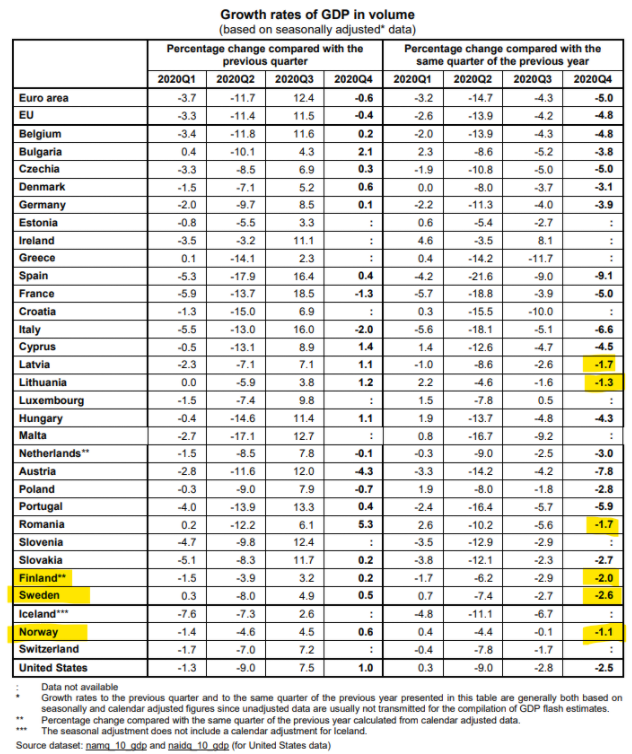 Growth rates of GDP in volume
(based on seasonally adjusted* data)
Percentage change compared with the previous quarter Percentage change compared with the same quarter of the previous year
2020Q1 2020Q2 2020Q3 2020Q4 2020Q1 2020Q2 2020Q3 2020Q4
Euro area -3.7 -11.7 12.4 -0.6 -3.2 -14.7 -4.3 -5.0
EU -3.3 -11.4 11.5 -0.4 -2.6 -13.9 -4.2 -4.8
Belgium -3.4 -11.8 11.6 0.2 -2.0 -13.9 -4.3 -4.8
Bulgaria 0.4 -10.1 4.3 2.1 2.3 -8.6 -5.2 -3.8
Czechia -3.3 -8.5 6.9 0.3 -1.9 -10.8 -5.0 -5.0
Denmark -1.5 -7.1 5.2 0.6 0.0 -8.0 -3.7 -3.1
Germany -2.0 -9.7 8.5 0.1 -2.2 -11.3 -4.0 -3.9
Estonia -0.8 -5.5 3.3 : 0.6 -5.4 -2.7 :
Ireland -3.5 -3.2 11.1 : 4.6 -3.5 8.1 :
Greece 0.1 -14.1 2.3 : 0.4 -14.2 -11.7 :
Spain -5.3 -17.9 16.4 0.4 -4.2 -21.6 -9.0 -9.1
France -5.9 -13.7 18.5 -1.3 -5.7 -18.8 -3.9 -5.0
Croatia -1.3 -15.0 6.9 : 0.3 -15.5 -10.0 :
Italy -5.5 -13.0 16.0 -2.0 -5.6 -18.1 -5.1 -6.6
Cyprus -0.5 -13.1 8.9 1.4 1.4 -12.6 -4.7 -4.5
Latvia -2.3 -7.1 7.1 1.1 -1.0 -8.6 -2.6 -1.7
Lithuania 0.0 -5.9 3.8 1.2 2.2 -4.6 -1.6 -1.3
Luxembourg -1.5 -7.4 9.8 : 1.5 -7.8 0.5 :
Hungary -0.4 -14.6 11.4 1.1 1.9 -13.7 -4.8 -4.3
Malta -2.7 -17.1 12.7 : 0.8 -16.7 -9.2 :
Netherlands** -1.5 -8.5 7.8 -0.1 -0.3 -9.0 -2.5 -3.0
Austria -2.8 -11.6 12.0 -4.3 -3.3 -14.2 -4.2 -7.8
Poland -0.3 -9.0 7.9 -0.7 1.9 -8.0 -1.8 -2.8
Portugal -4.0 -13.9 13.3 0.4 -2.4 -16.4 -5.7 -5.9
Romania 0.2 -12.2 6.1 5.3 2.6 -10.2 -5.6 -1.7
Slovenia -4.7 -9.8 12.4 : -3.5 -12.9 -2.9 :
Slovakia -5.1 -8.3 11.7 0.2 -3.8 -12.1 -2.3 -2.7
Finland** -1.5 -3.9 3.2 0.2 -1.7 -6.2 -2.9 -2.0
Sweden 0.3 -8.0 4.9 0.5 0.7 -7.4 -2.7 -2.6
Iceland*** -7.6 -7.3 2.6 : -4.8 -11.1 -6.7 :
Norway -1.4 -4.6 4.5 0.6 0.4 -4.4 -0.1 -1.1
Switzerland -1.7 -7.0 7.2 : -0.4 -7.8 -1.7 :
United States -1.3 -9.0 7.5 1.0 0.3 -9.0 -2.8 -2.5
: Data not available
* Growth rates to the previous quarter and to the same quarter of the previous year presented in this table are generally both based on
seasonally and calendar adjusted figures since unadjusted data are usually not transmitted for the compilation of GDP flash estimates.
** Percentage change compared with the same quarter of the previous year calculated from calendar adjusted data.
*** The seasonal adjustment does not include a calendar adjustment for Iceland.
Source dataset: namq_10_gdp and naidq_10_gdp (for United States data)